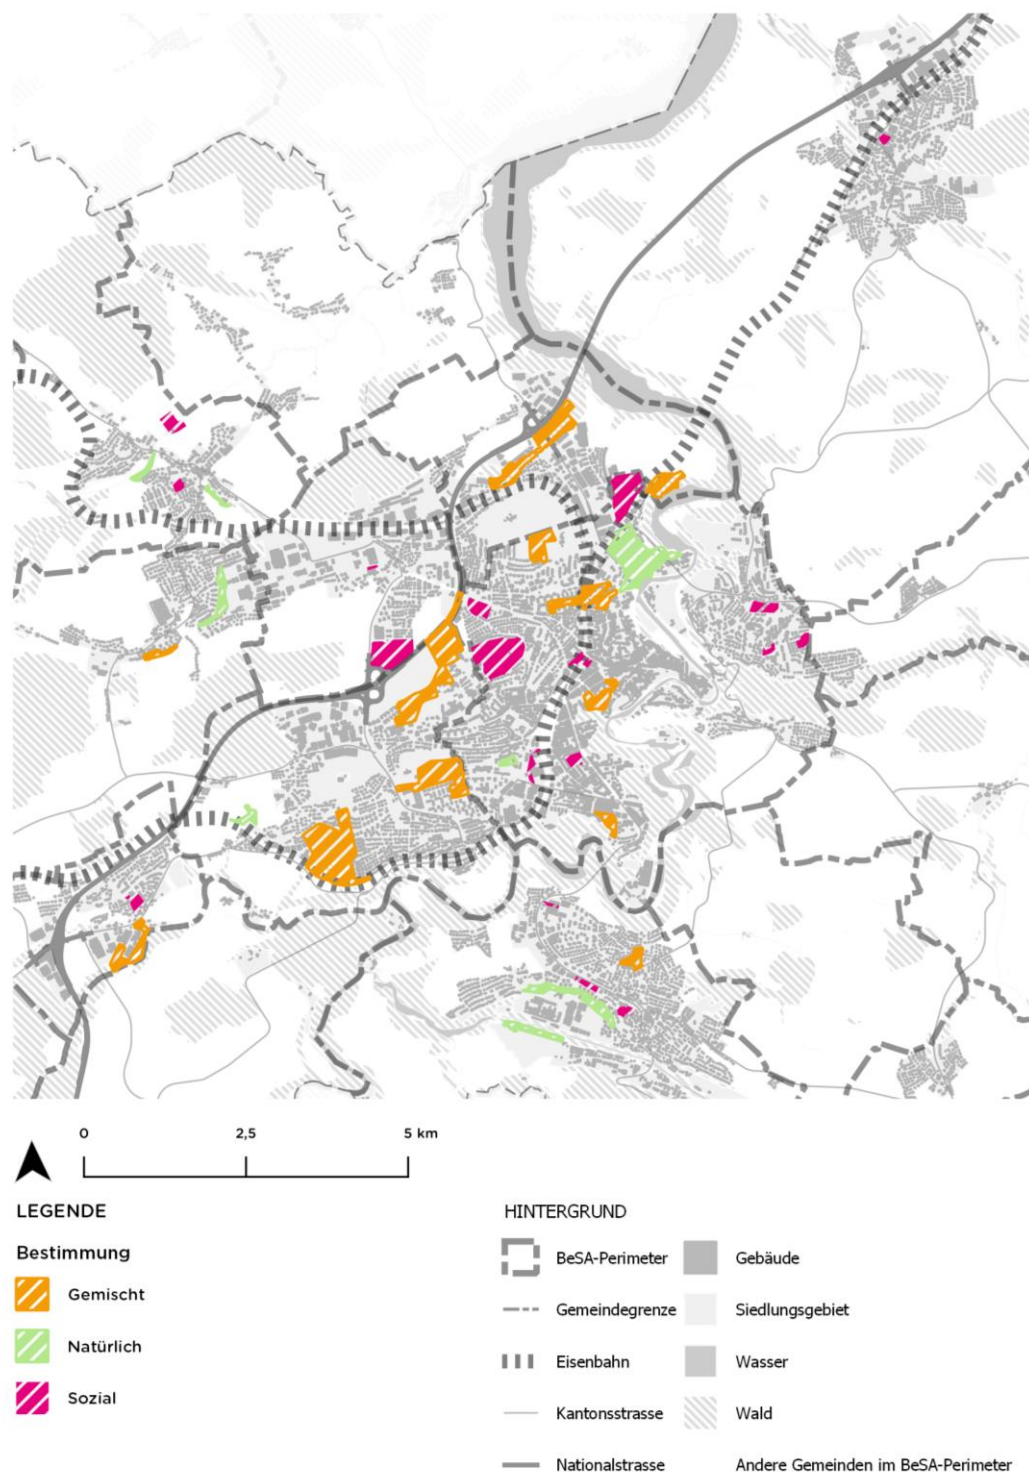 0 2,5 5 km
LEGENDE
Bestimmung
Gemischt
Natürlich
Sozial
HINTERGRUND
BeSA-Perimeter Gebäude
Gemeindegrenze Siedlungsgebiet
Eisenbahn Wasser
Kantonsstrasse Wald
Nationalstrasse Andere Gemeinden im BeSA-Perimeter